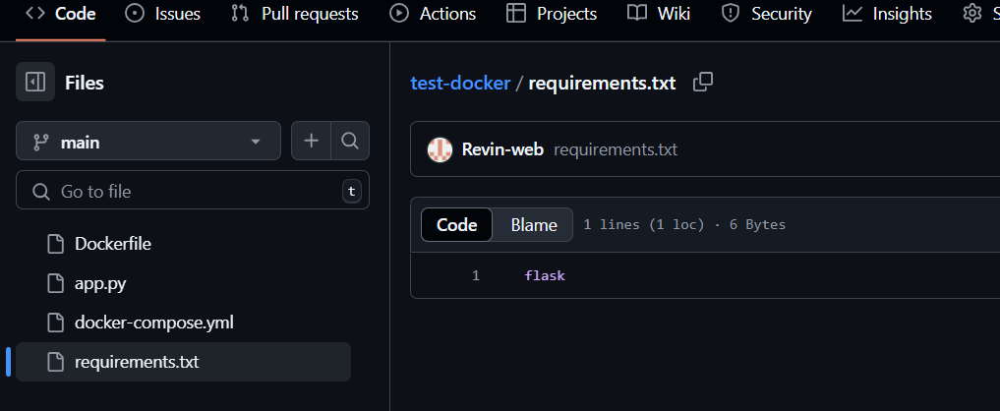 Code Issues Pull requests Actions Projects Wiki Security Insights S
Files
main
Go to file t
Dockerfile
app.py
docker-compose.yml
requirements.txt
test-docker / requirements.txt
Revin-web requirements.txt
Code Blame 1 lines (1 loc) · 6 Bytes
1 flask